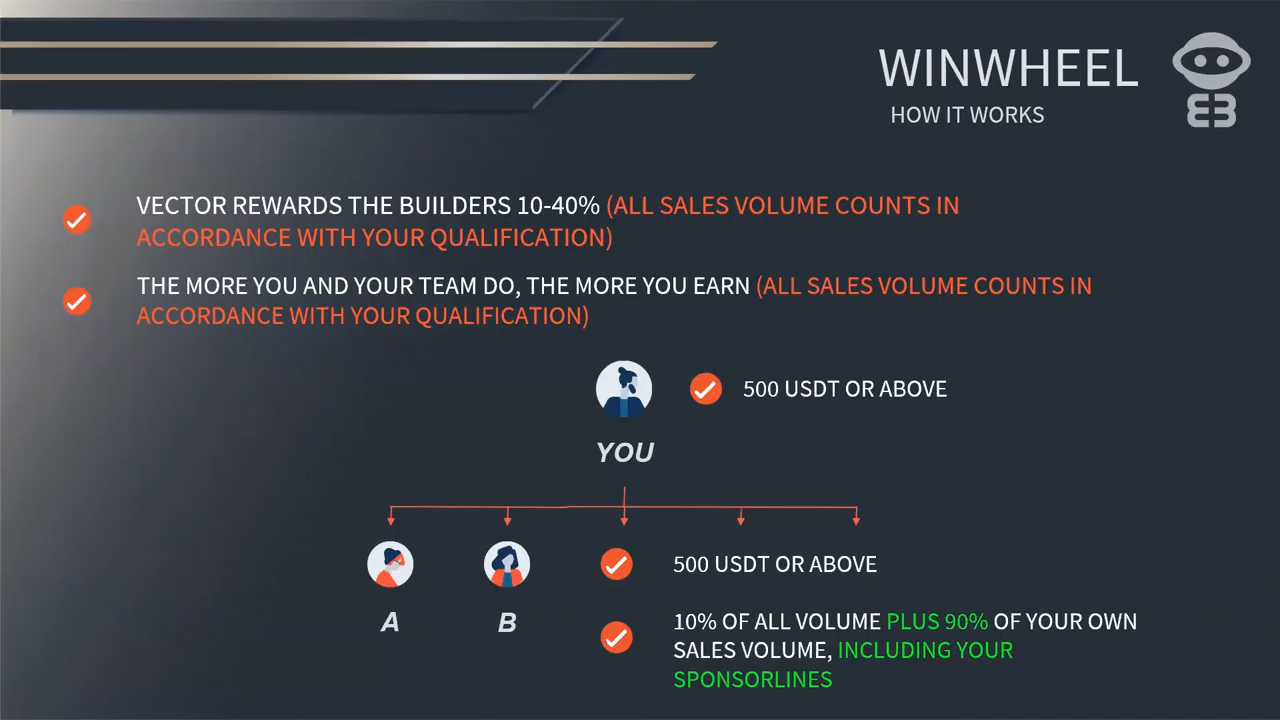 WINWHEEL
HOW IT WORKS
VECTOR REWARDS THE BUILDERS 10-40% (ALL SALES VOLUME COUNTS IN
ACCORDANCE WITH YOUR QUALIFICATION)
THE MORE YOU AND YOUR TEAM DO, THE MORE YOU EARN (ALL SALES VOLUME COUNTS IN
ACCORDANCE WITH YOUR QUALIFICATION)
500 USDT OR ABOVE
YOU
500 USDT OR ABOVE
A
B
10% OF ALL VOLUME PLUS 90% OF YOUR OWN
SALES VOLUME, INCLUDING YOUR
SPONSORLINES